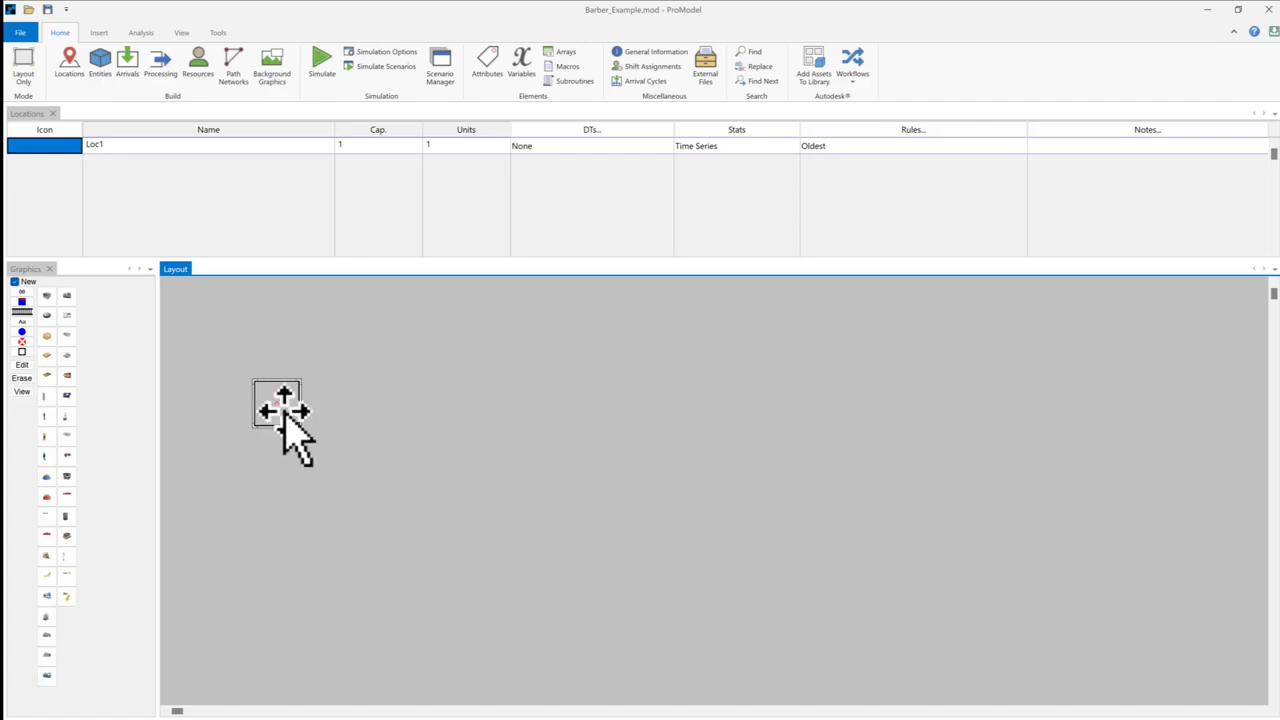 Barber_Example.mod - ProModel
File Home Insert Analysis View Tools
Layout Only
Locations
Entities
Arrivals
Processing
Resources
Path Networks
Background Graphics
Simulate
Simulation Options
Simulate Scenarios
Scenario Manager
Attributes
Variables
Arrays
Macros
Subroutines
General Information
Shift Assignments
Arrival Cycles
External Files
Find
Replace
Find Next
Add Assets To Library
Workflows
Mode Build Simulation Elements Miscellaneous Search Autodesk®
Locations
Icon Name Cap. Units DTs... Stats Rules... Notes...
Loc1 1 1 None Time Series Oldest
Graphics
Layout
New
Aa
Edit
Erase
View